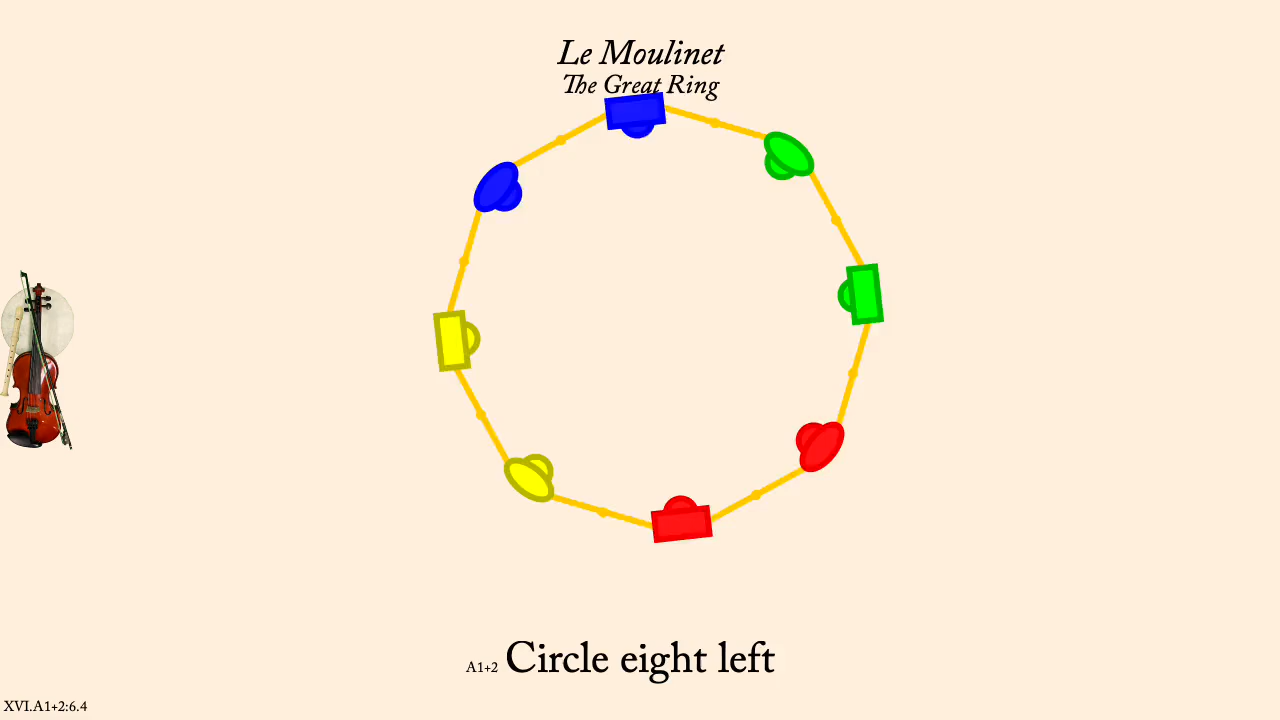 Le Moulinet
The Great Ring
A1+2 Circle eight left
XVI.A1+2:6.4